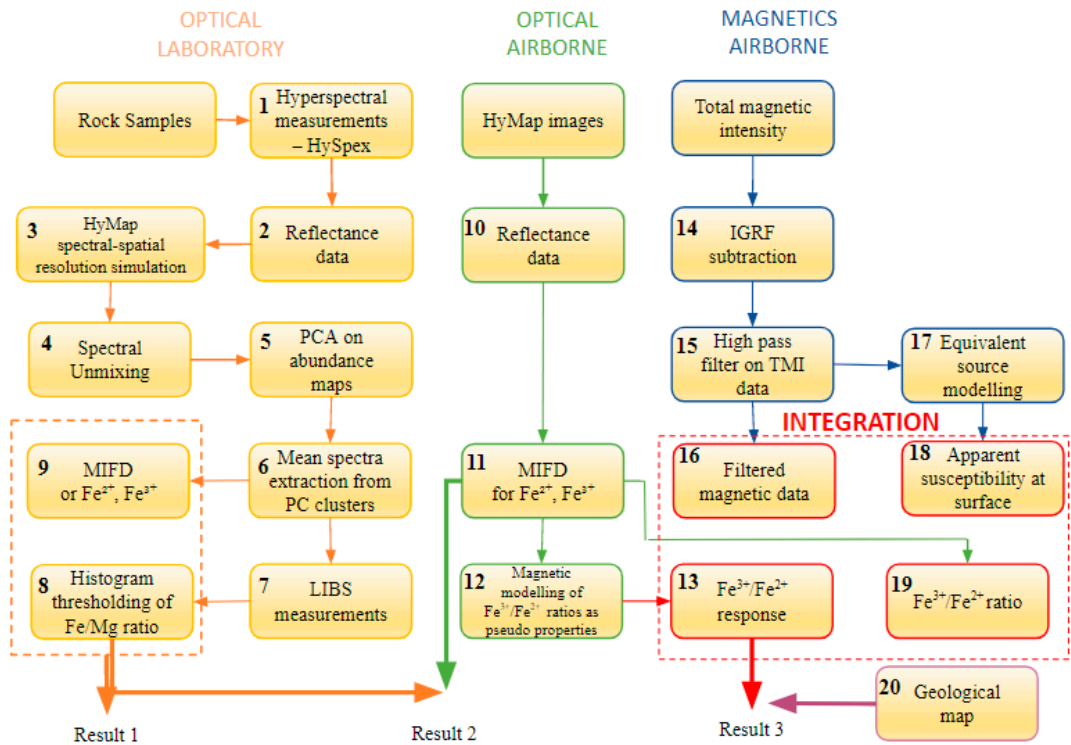 OPTICAL
LABORATORY
OPTICAL
AIRBORNE
MAGNETICS
AIRBORNE
Rock Samples
1 Hyperspectral
measurements
– HySpex
HyMap images
Total magnetic
intensity
3 HyMap
spectral-spatial
resolution simulation
2 Reflectance
data
10 Reflectance
data
14 IGRF
subtraction
4 Spectral
Unmixing
5 PCA on
abundance
maps
15 High pass
filter on TMI
data
17 Equivalent
source
modelling
INTEGRATION
9 MIFD
or Fe²⁺, Fe³⁺
6 Mean spectra
extraction from
PC clusters
11 MIFD
for Fe²⁺, Fe³⁺
16 Filtered
magnetic data
18 Apparent
susceptibility at
surface
8 Histogram
thresholding of
Fe/Mg ratio
7 LIBS
measurements
12 Magnetic
modelling of
Fe³⁺/Fe²⁺ ratios as
pseudo properties
13 Fe³⁺/Fe²⁺
response
19 Fe³⁺/Fe²⁺ ratio
20 Geological
map
Result 1
Result 2
Result 3